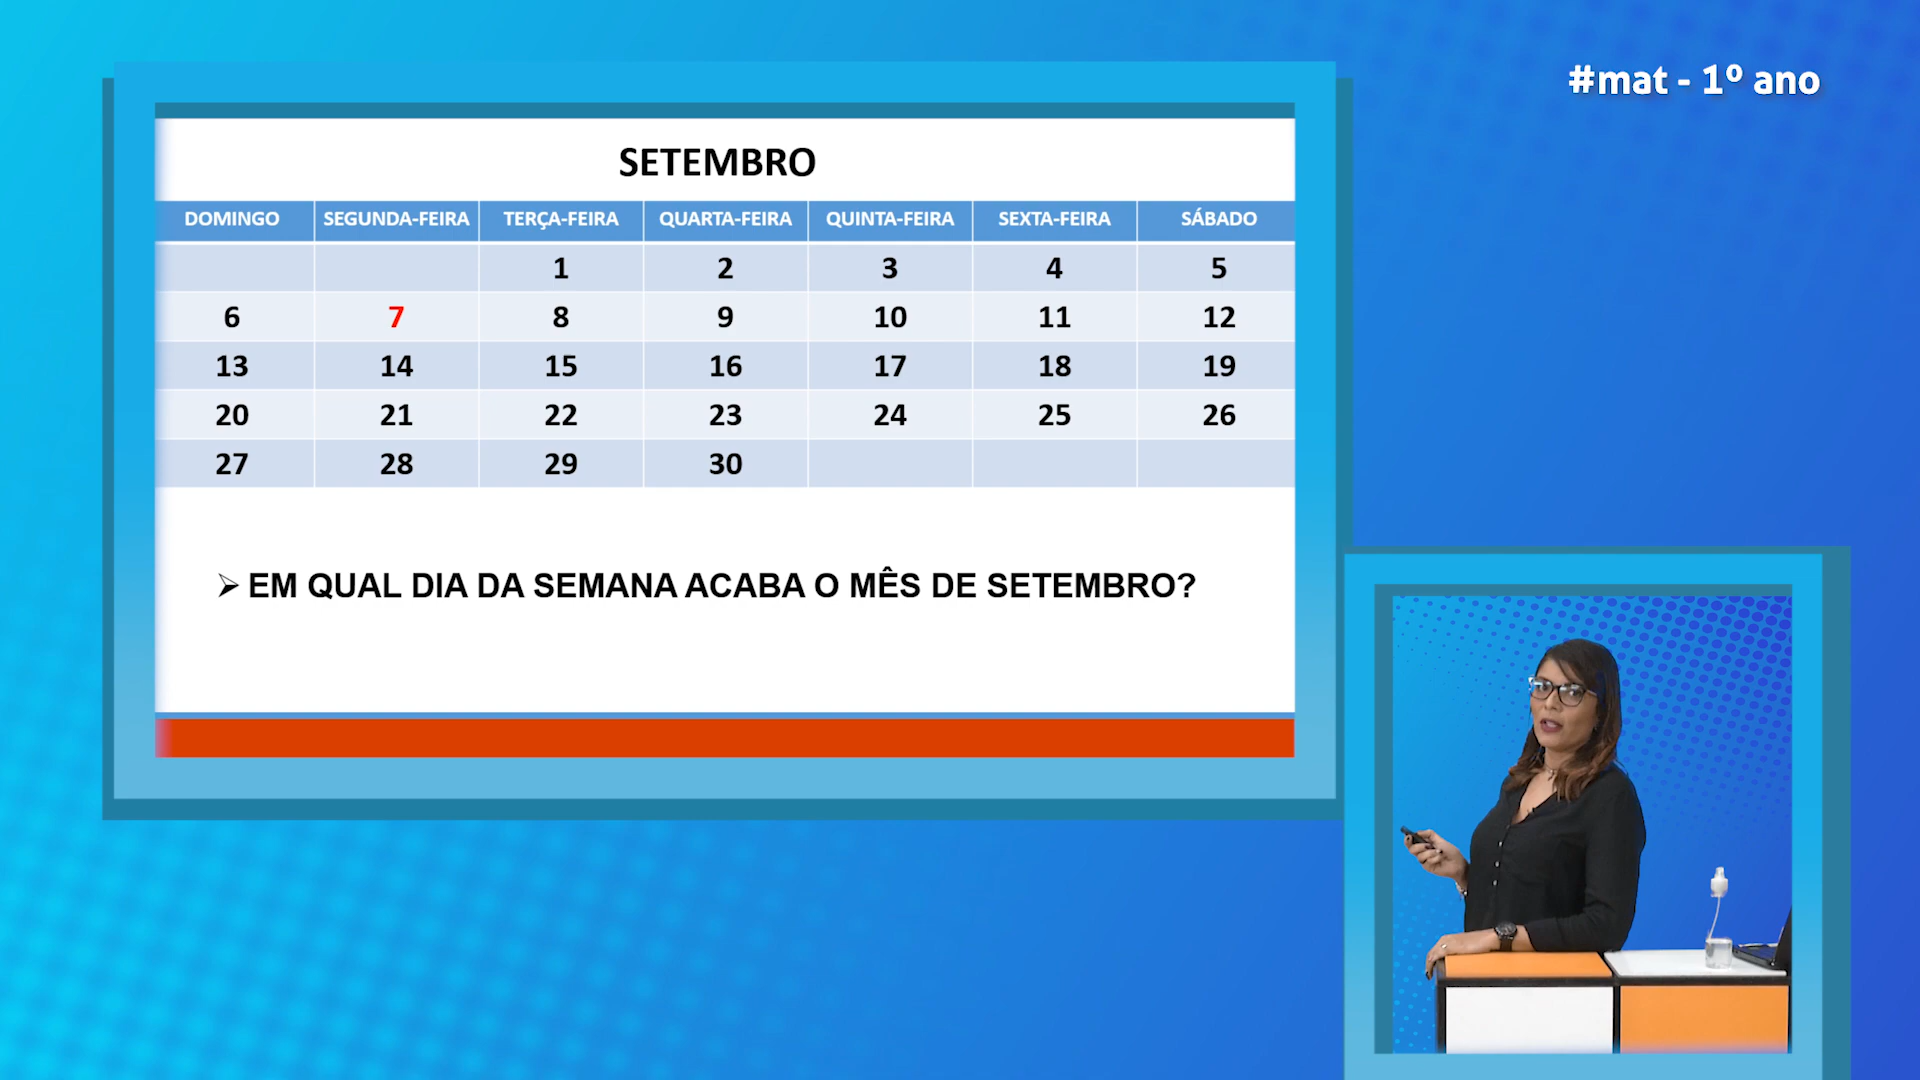 #mat - 1º ano
SETEMBRO
DOMINGO SEGUNDA-FEIRA TERÇA-FEIRA QUARTA-FEIRA QUINTA-FEIRA SEXTA-FEIRA SÁBADO
1 2 3 4 5
6 7 8 9 10 11 12
13 14 15 16 17 18 19
20 21 22 23 24 25 26
27 28 29 30
➢ EM QUAL DIA DA SEMANA ACABA O MÊS DE SETEMBRO?